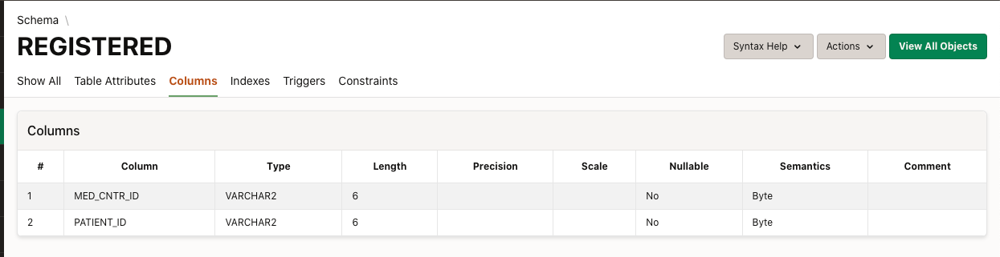 Schema \
REGISTERED
Syntax Help Actions View All Objects
Show All Table Attributes Columns Indexes Triggers Constraints
Columns
# Column Type Length Precision Scale Nullable Semantics Comment
1 MED_CNTR_ID VARCHAR2 6 No Byte
2 PATIENT_ID VARCHAR2 6 No Byte